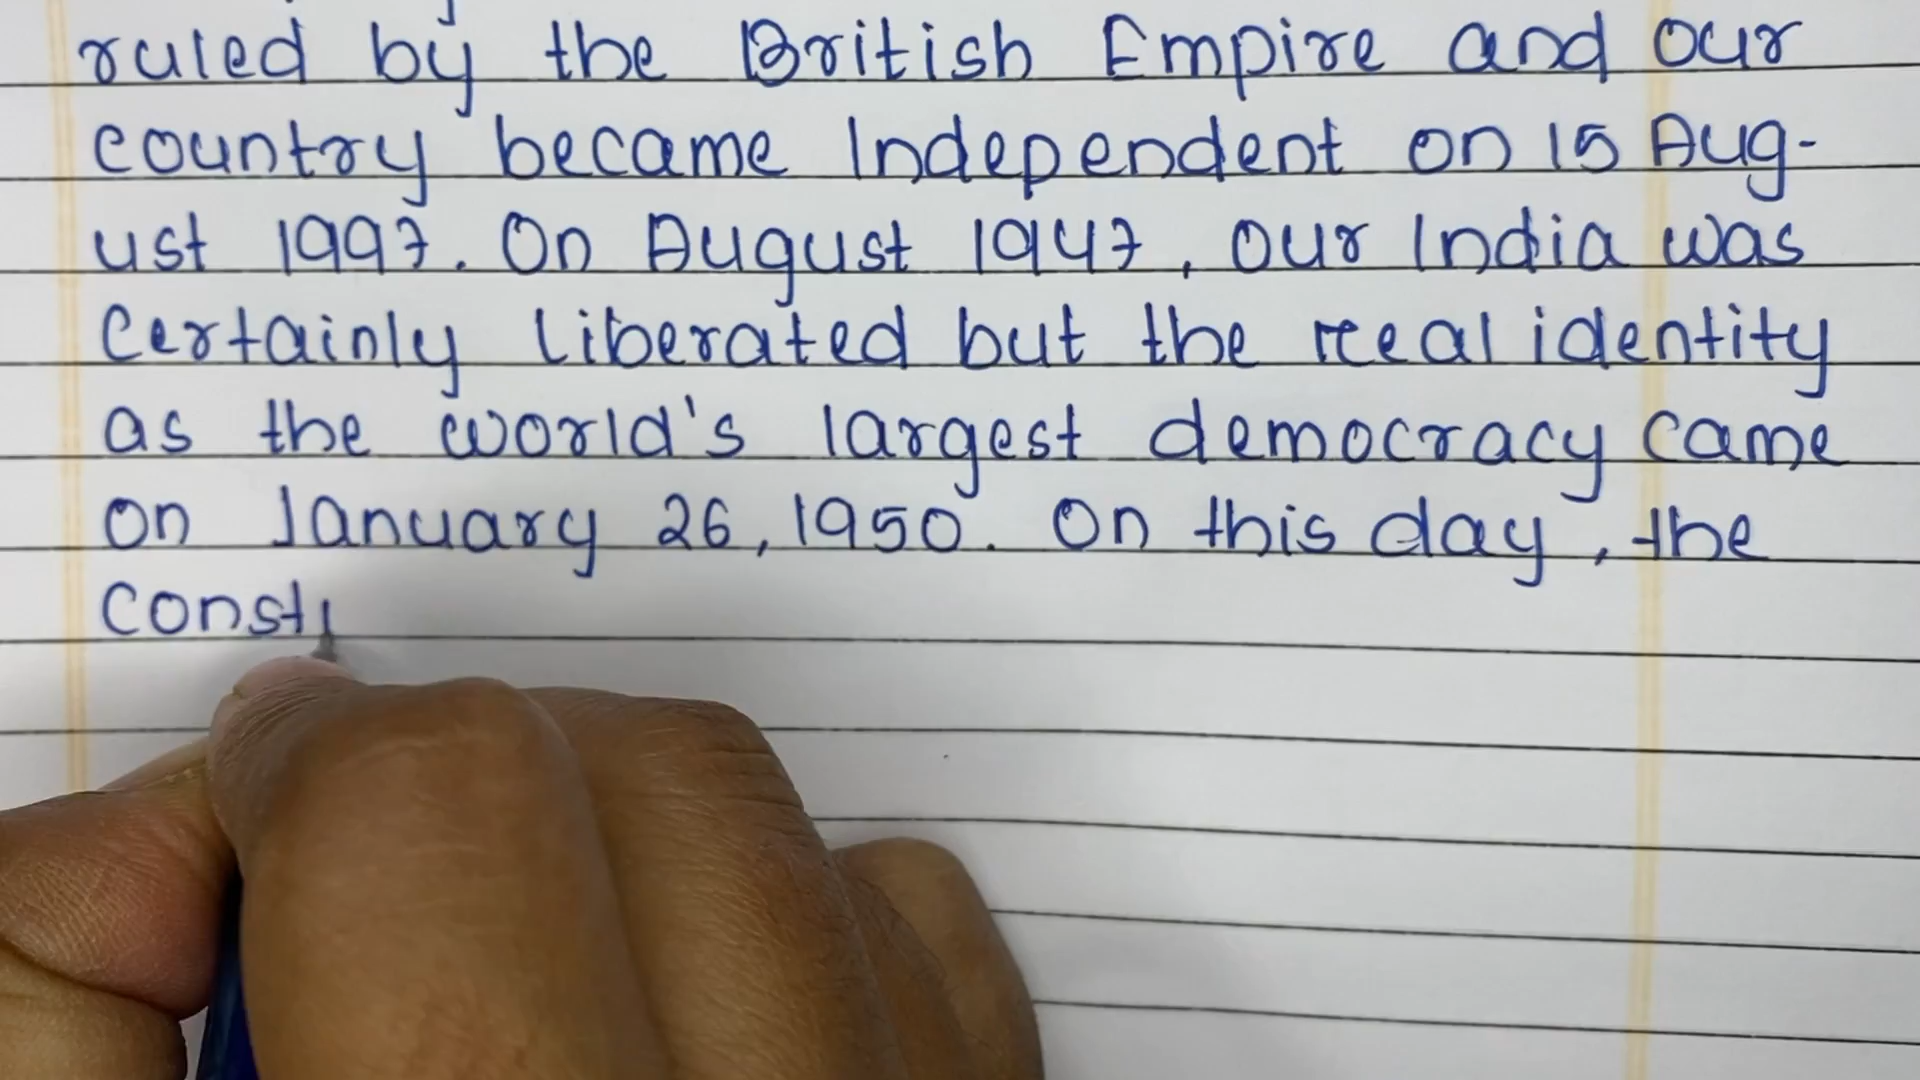 ruled by the British Empire and our
country became Independent on 15 Aug-
ust 1997. On August 1947, our India was
Certainly liberated but the real identity
as the world's largest democracy came
on January 26, 1950. On this day, the
Consti